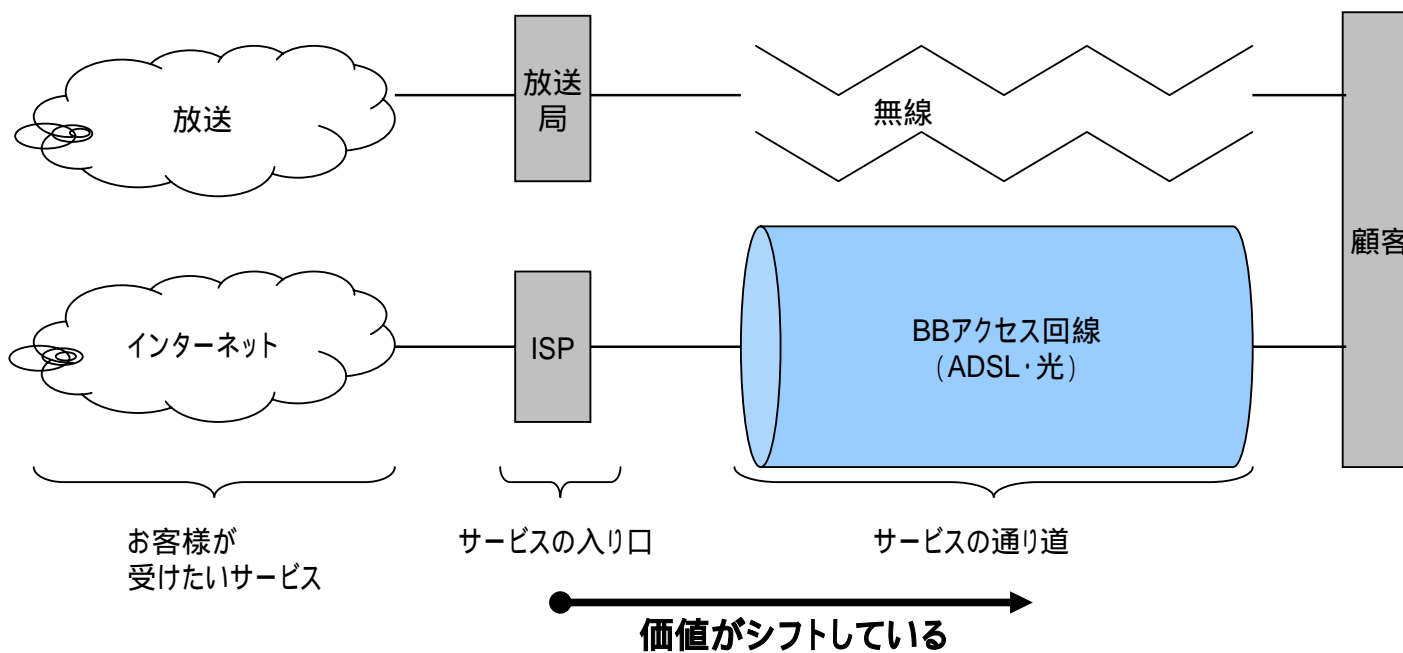 放送
放送
局
無線
顧客
インターネット
ISP
BBアクセス回線
(ADSL・光)
お客様が
受けたいサービス
サービスの入り口
サービスの通り道
価値がシフトしている